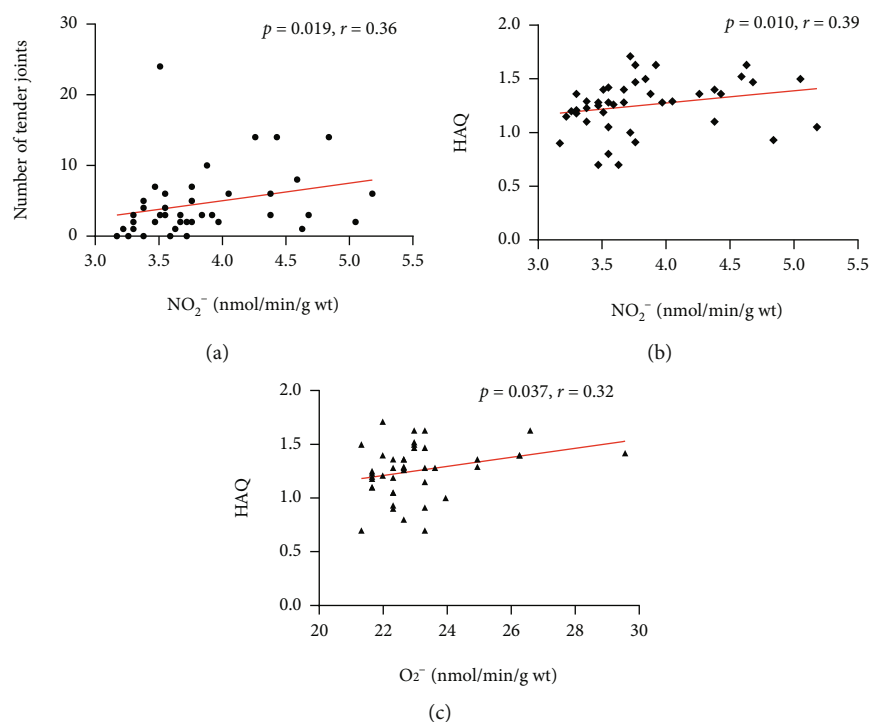 p = 0.019, r = 0.36
30
20
10
0
Number of tender joints
3.0 3.5 4.0 4.5 5.0 5.5
NO₂⁻ (nmol/min/g wt)
(a)
p = 0.010, r = 0.39
2.0
1.5
1.0
0.5
0.0
HAQ
3.0 3.5 4.0 4.5 5.0 5.5
NO₂⁻ (nmol/min/g wt)
(b)
p = 0.037, r = 0.32
2.0
1.5
1.0
0.5
0.0
HAQ
20 22 24 26 28 30
O₂⁻ (nmol/min/g wt)
(c)